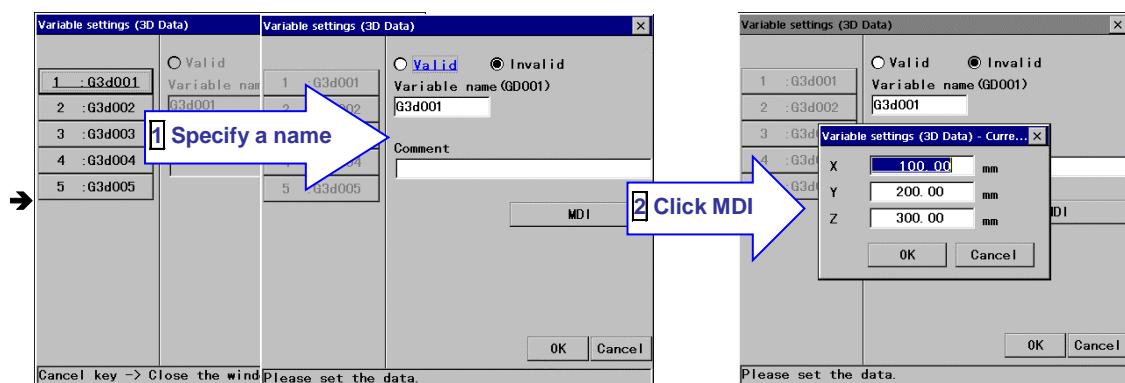 Variable settings (3D
Valid
1 :G3d001
Variable nam
2 :G3d002
G3d001
3 :G3d003
4 :G3d004
5 :G3d005
Cancel key -> Close the wind
1 Specify a name
Variable settings (3D Data)
Valid Invalid
1 :G3d001
Variable name(GD001)
G3d001
Comment
5 :G3d005
MDI
OK Cancel
Please set the data.
2 Click MDI
Variable settings (3D Data)
Valid Invalid
1 :G3d001
Variable name(GD001)
2 :G3d002
G3d001
Variable settings (3D Data) - Curre...
X 100.00 mm
Y 200.00 mm
Z 300.00 mm
OK Cancel
OK Cancel
Please set the data.